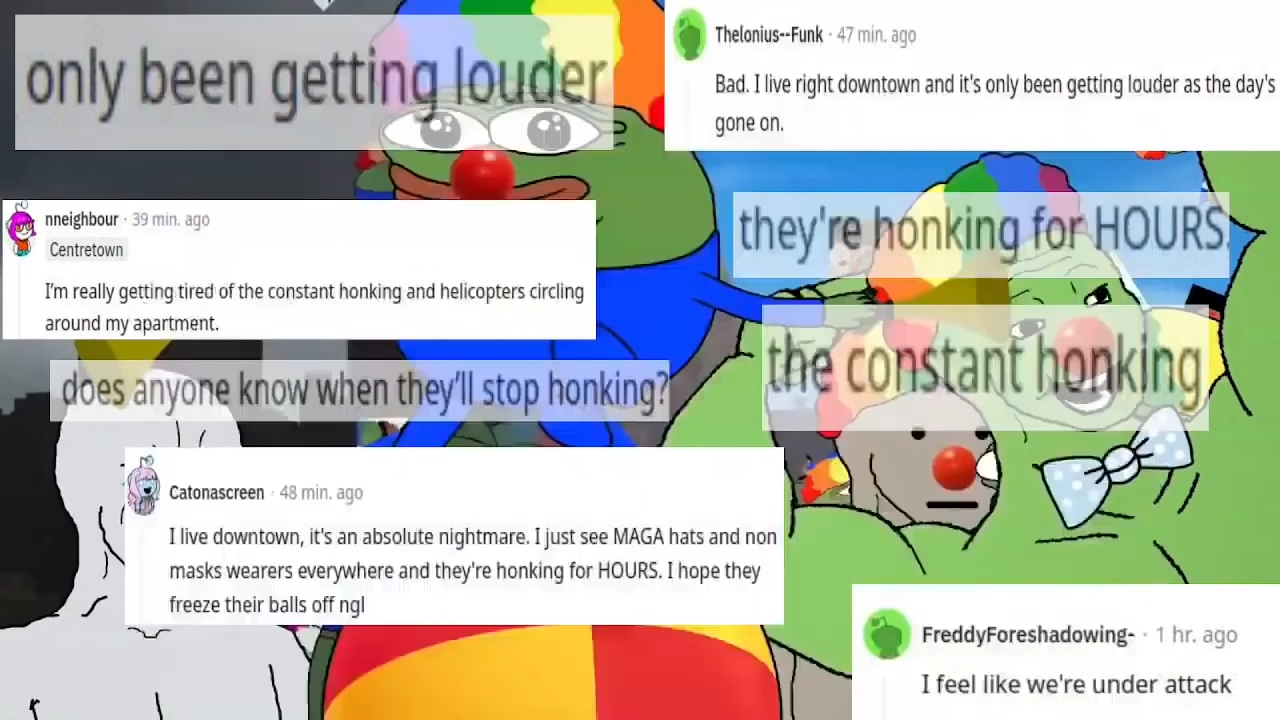 only been getting louder
Thelonius--Funk · 47 min. ago
Bad. I live right downtown and it's only been getting louder as the day's
gone on.
nneighbour · 39 min. ago
Centretown
I'm really getting tired of the constant honking and helicopters circling
around my apartment.
they're honking for HOURS.
the constant honking
does anyone know when they'll stop honking?
Catonascreen · 48 min. ago
I live downtown, it's an absolute nightmare. I just see MAGA hats and non
masks wearers everywhere and they're honking for HOURS. I hope they
freeze their balls off ngl
FreddyForeshadowing- · 1 hr. ago
I feel like we're under attack